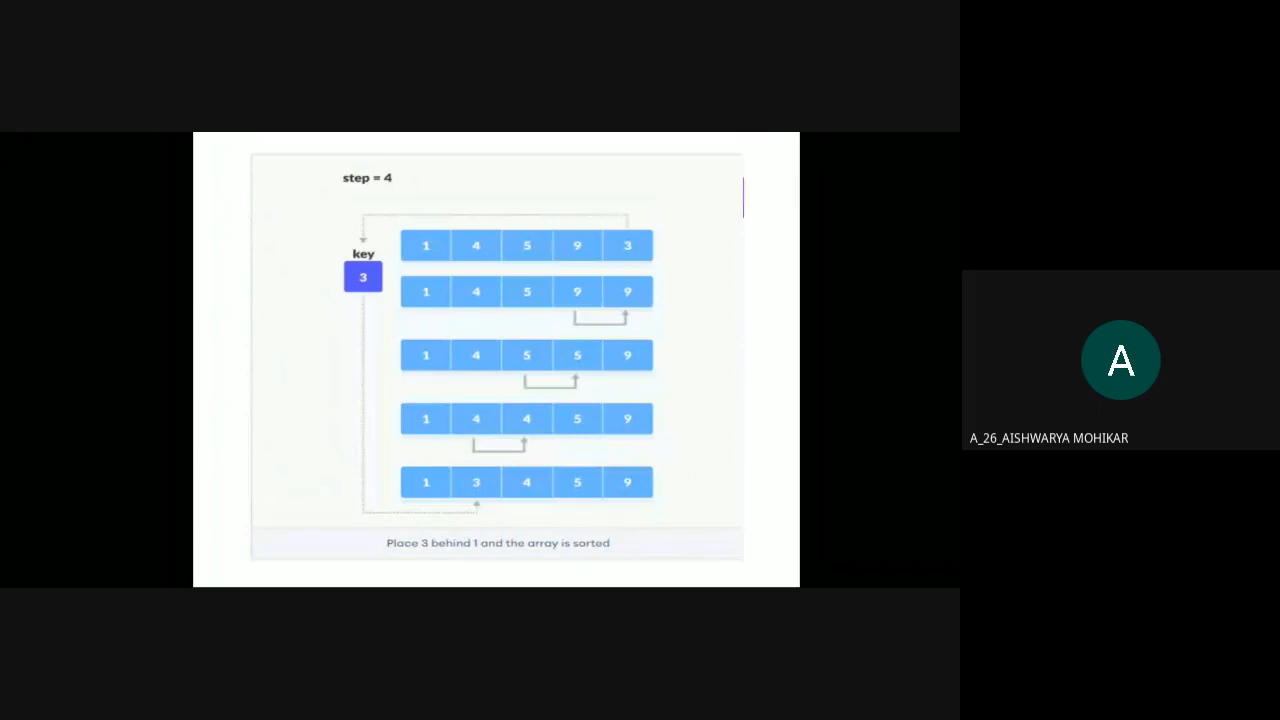 step = 4
1 4 5 9 3
key
3
1 4 5 9 9
1 4 5 5 9
1 4 4 5 9
1 3 4 5 9
Place 3 behind 1 and the array is sorted
A
A_26_AISHWARYA MOHIKAR